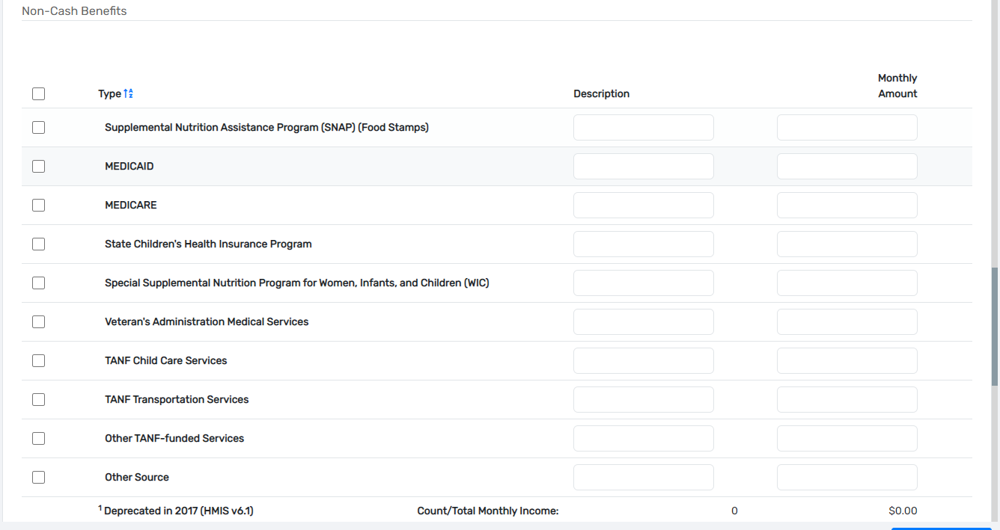 Non-Cash Benefits
Type Description Monthly Amount
Supplemental Nutrition Assistance Program (SNAP) (Food Stamps)
MEDICAID
MEDICARE
State Children's Health Insurance Program
Special Supplemental Nutrition Program for Women, Infants, and Children (WIC)
Veteran's Administration Medical Services
TANF Child Care Services
TANF Transportation Services
Other TANF-funded Services
Other Source
1 Deprecated in 2017 (HMIS v6.1) Count/Total Monthly Income: 0 $0.00